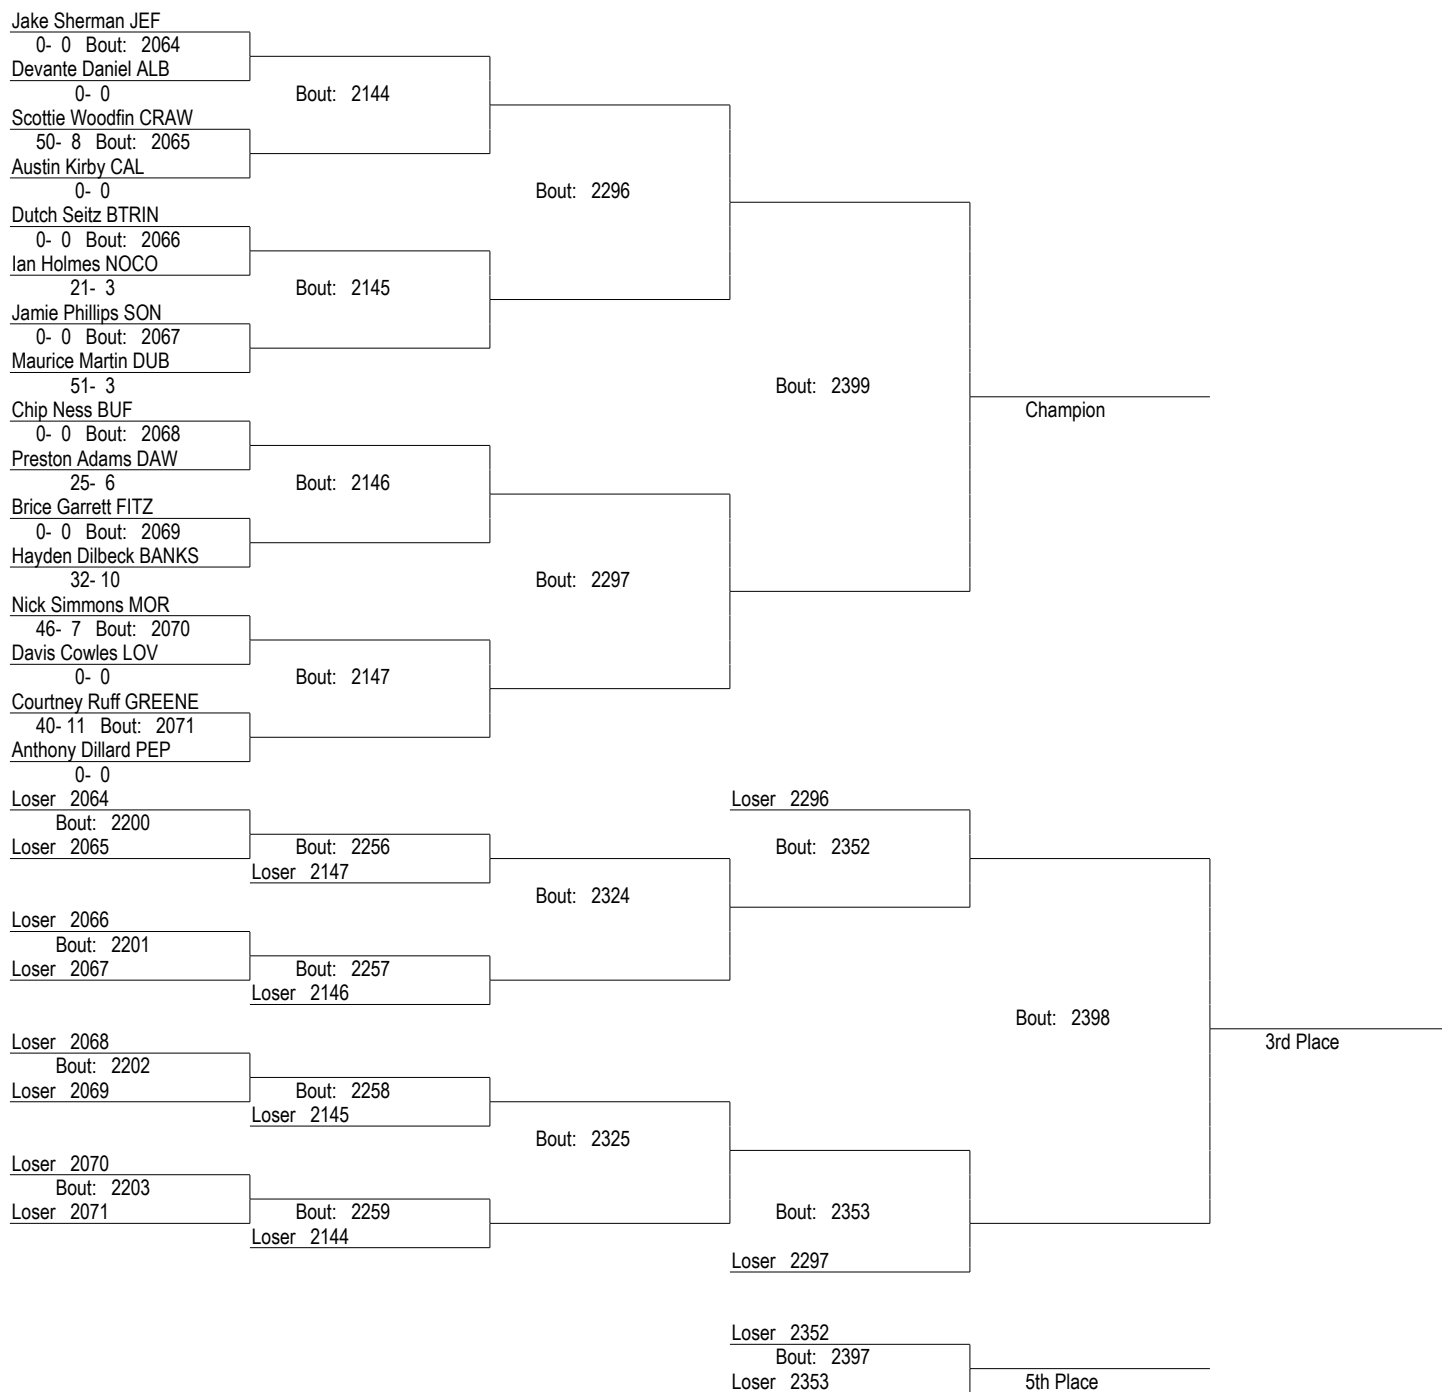 Jake Sherman JEF
0- 0 Bout: 2064
Devante Daniel ALB
0- 0
Bout: 2144
Scottie Woodfin CRAW
50- 8 Bout: 2065
Austin Kirby CAL
0- 0
Bout: 2296
Dutch Seitz BTRIN
0- 0 Bout: 2066
Ian Holmes NOCO
21- 3
Bout: 2145
Jamie Phillips SON
0- 0 Bout: 2067
Maurice Martin DUB
51- 3
Bout: 2399
Chip Ness BUF
Champion
0- 0 Bout: 2068
Preston Adams DAW
25- 6
Bout: 2146
Brice Garrett FITZ
0- 0 Bout: 2069
Hayden Dilbeck BANKS
32- 10
Bout: 2297
Nick Simmons MOR
46- 7 Bout: 2070
Davis Cowles LOV
0- 0
Bout: 2147
Courtney Ruff GREENE
40- 11 Bout: 2071
Anthony Dillard PEP
0- 0
Loser 2064
Loser 2296
Bout: 2200
Loser 2065
Bout: 2256
Bout: 2352
Loser 2147
Bout: 2324
Loser 2066
Bout: 2201
Loser 2067
Bout: 2257
Loser 2146
Bout: 2398
Loser 2068
3rd Place
Bout: 2202
Loser 2069
Bout: 2258
Loser 2145
Bout: 2325
Loser 2070
Bout: 2203
Loser 2071
Bout: 2259
Bout: 2353
Loser 2144
Loser 2297
Loser 2352
Bout: 2397
Loser 2353
5th Place